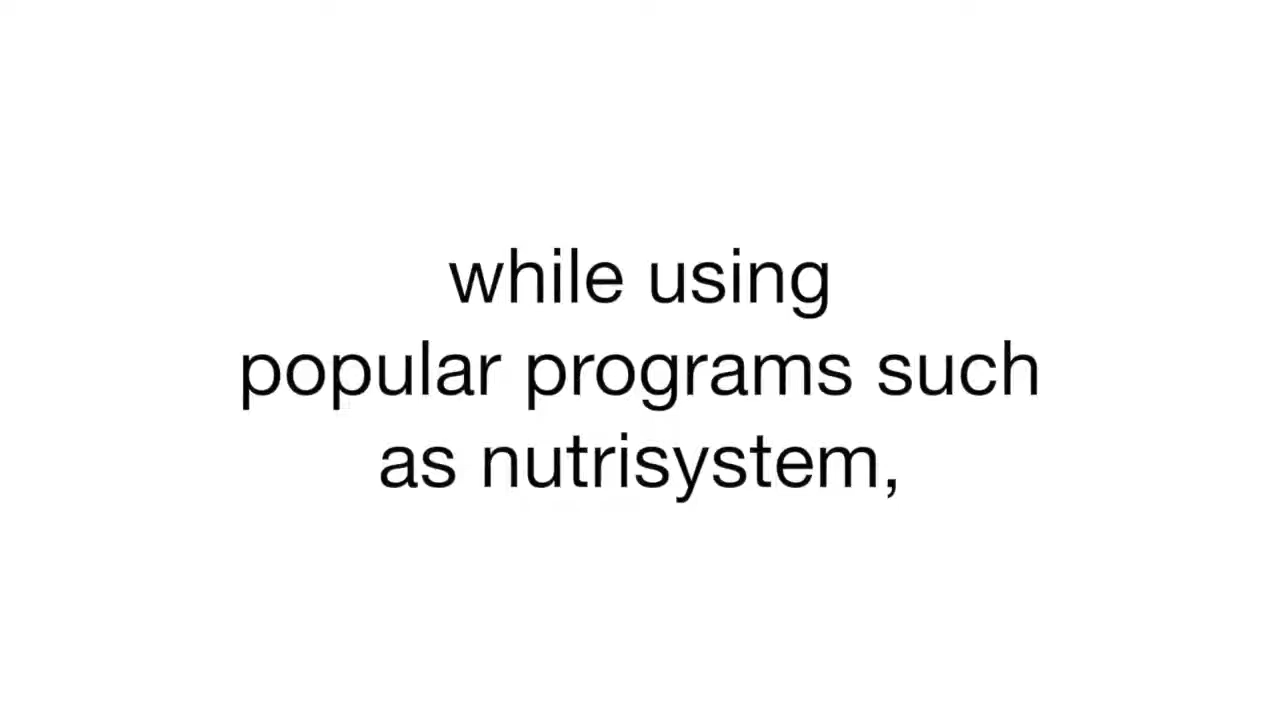 while using
popular programs such
as nutrisystem,